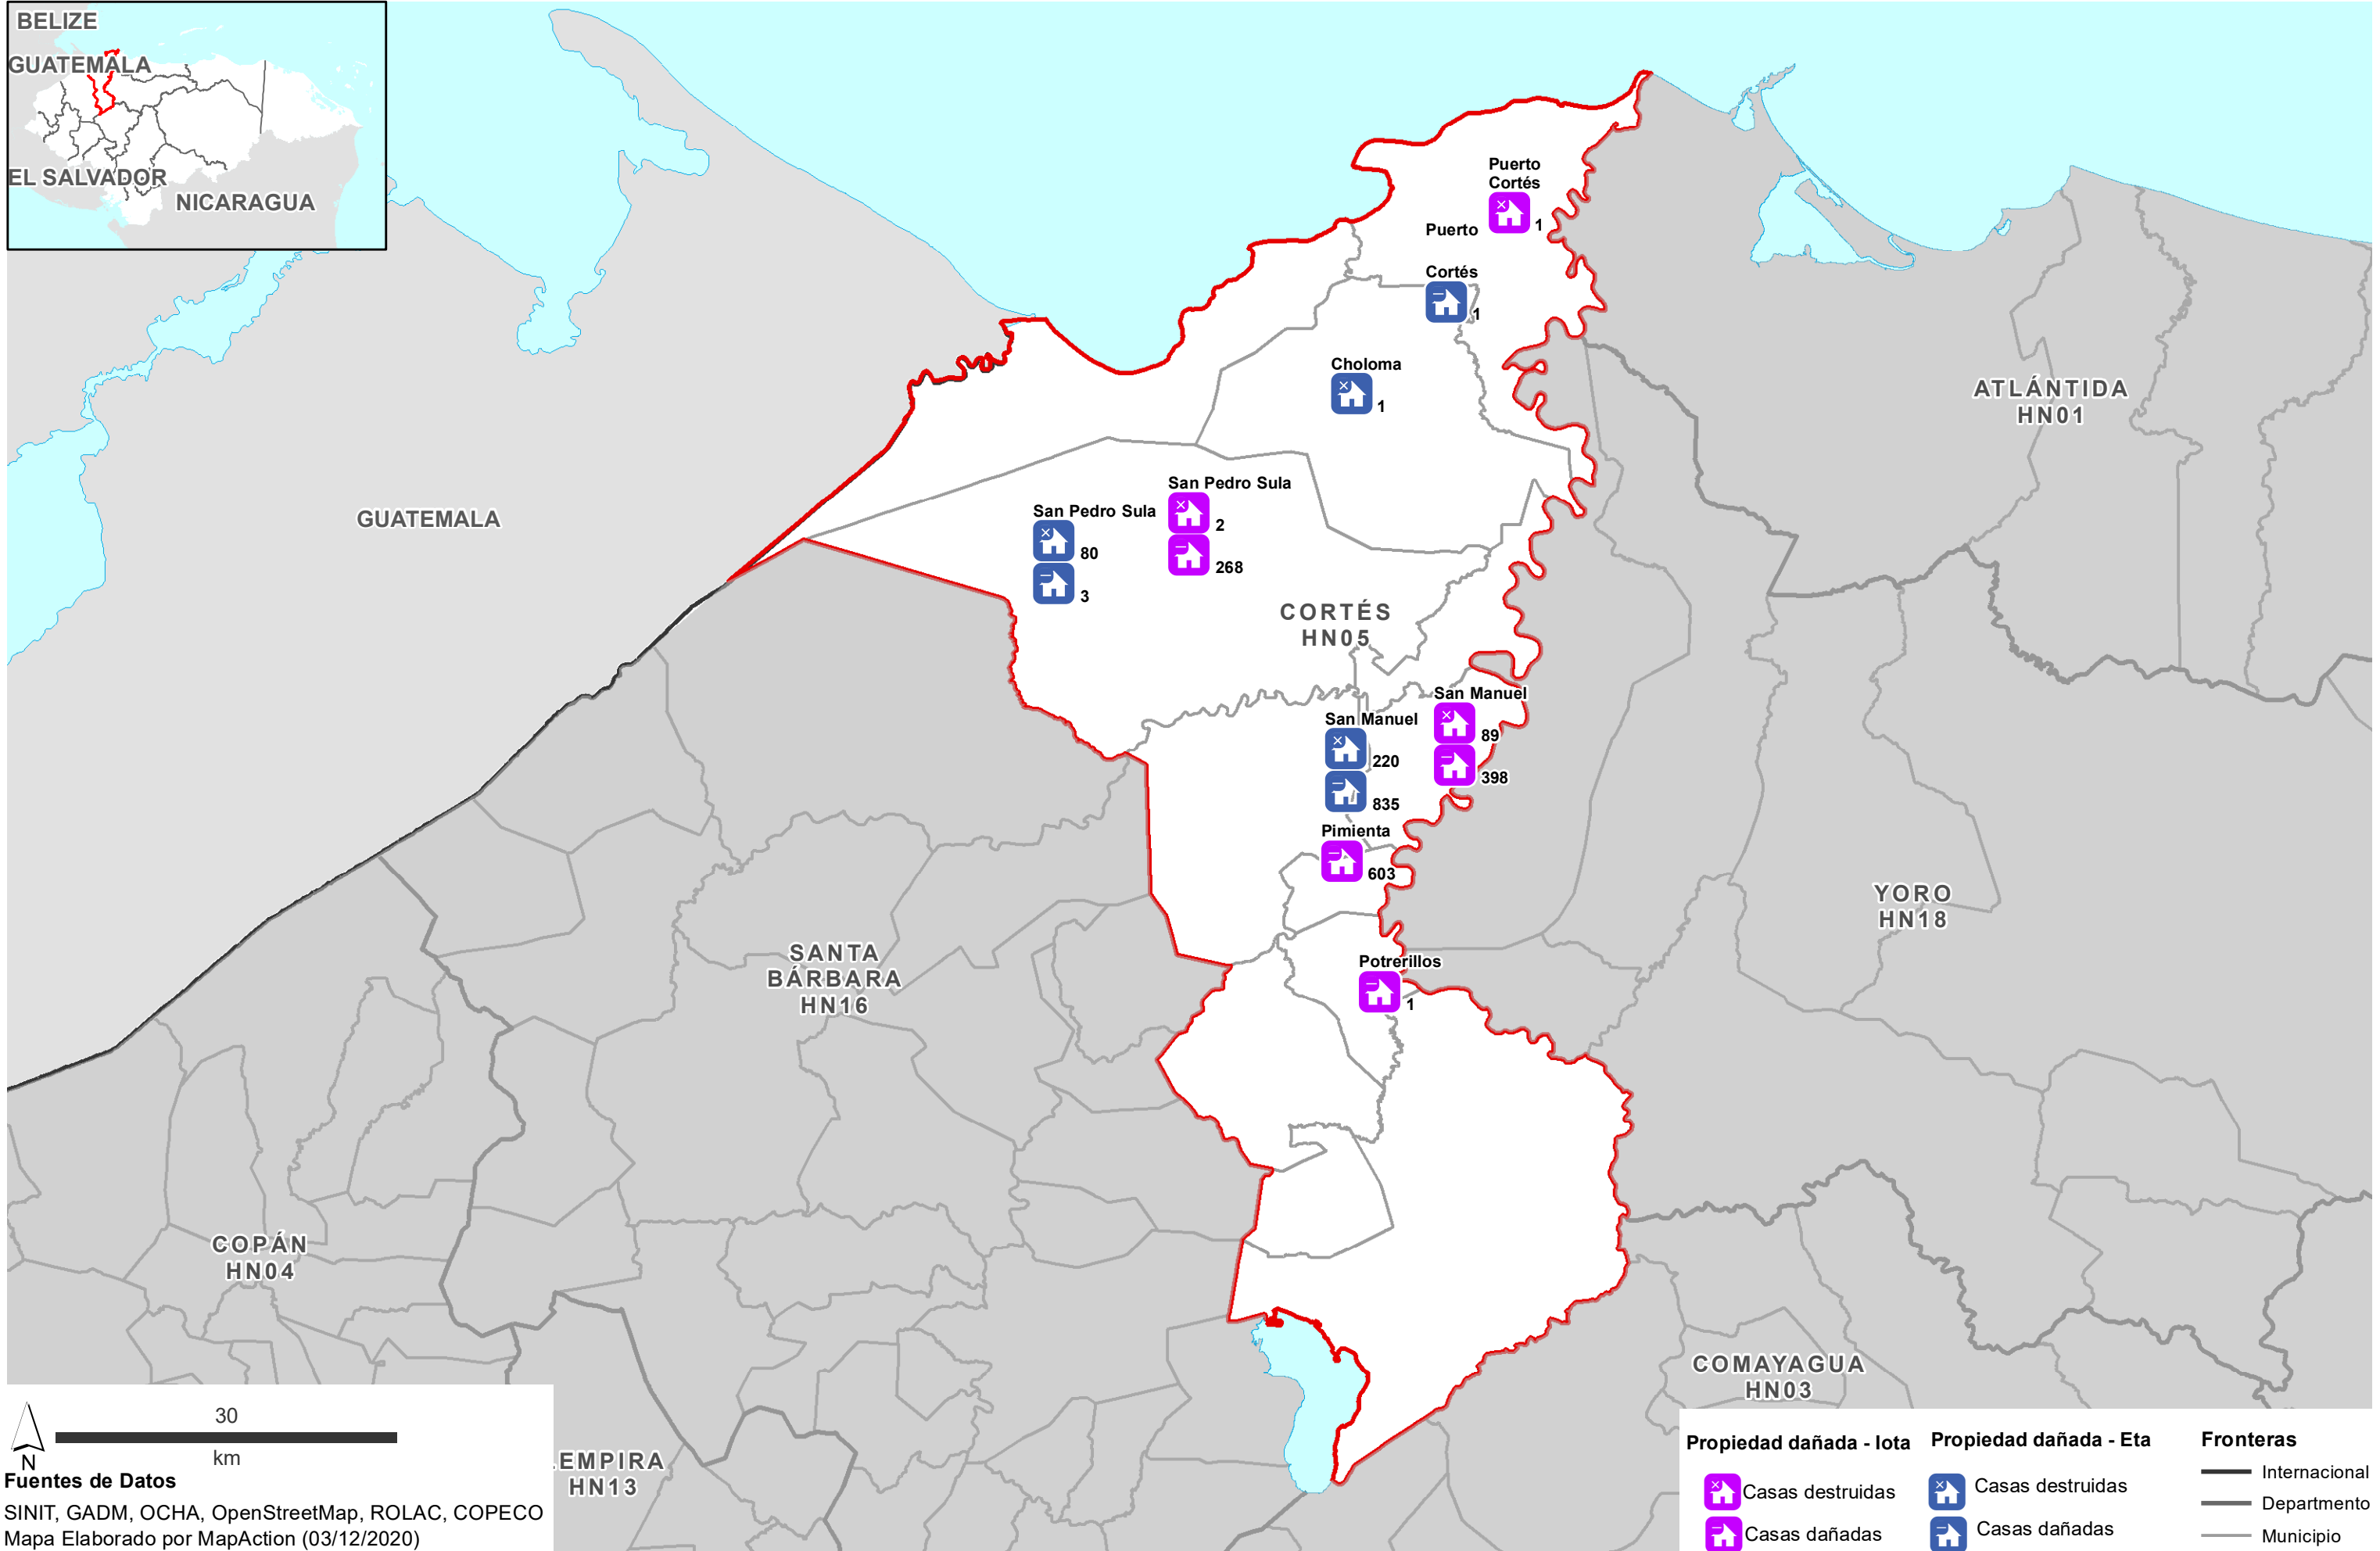 BELIZE
GUATEMALA
EL SALVADOR
NICARAGUA
Puerto
Cortés
1
Puerto
Cortés
1
Choloma
1
ATLÁNTIDA
HN01
GUATEMALA
San Pedro Sula
2
268
San Pedro Sula
80
3
CORTÉS
HN05
San Manuel
89
398
San Manuel
220
835
Pimienta
603
YORO
HN18
SANTA
BÁRBARA
HN16
Potrerillos
1
COPÁN
HN04
COMAYAGUA
HN03
EMPIRA
HN13
30
km
N
Fuentes de Datos
SINIT, GADM, OCHA, OpenStreetMap, ROLAC, COPECO
Mapa Elaborado por MapAction (03/12/2020)
Propiedad dañada - Iota
Casas destruidas
Casas dañadas
Propiedad dañada - Eta
Casas destruidas
Casas dañadas
Fronteras
Internacional
Departmento
Municipio